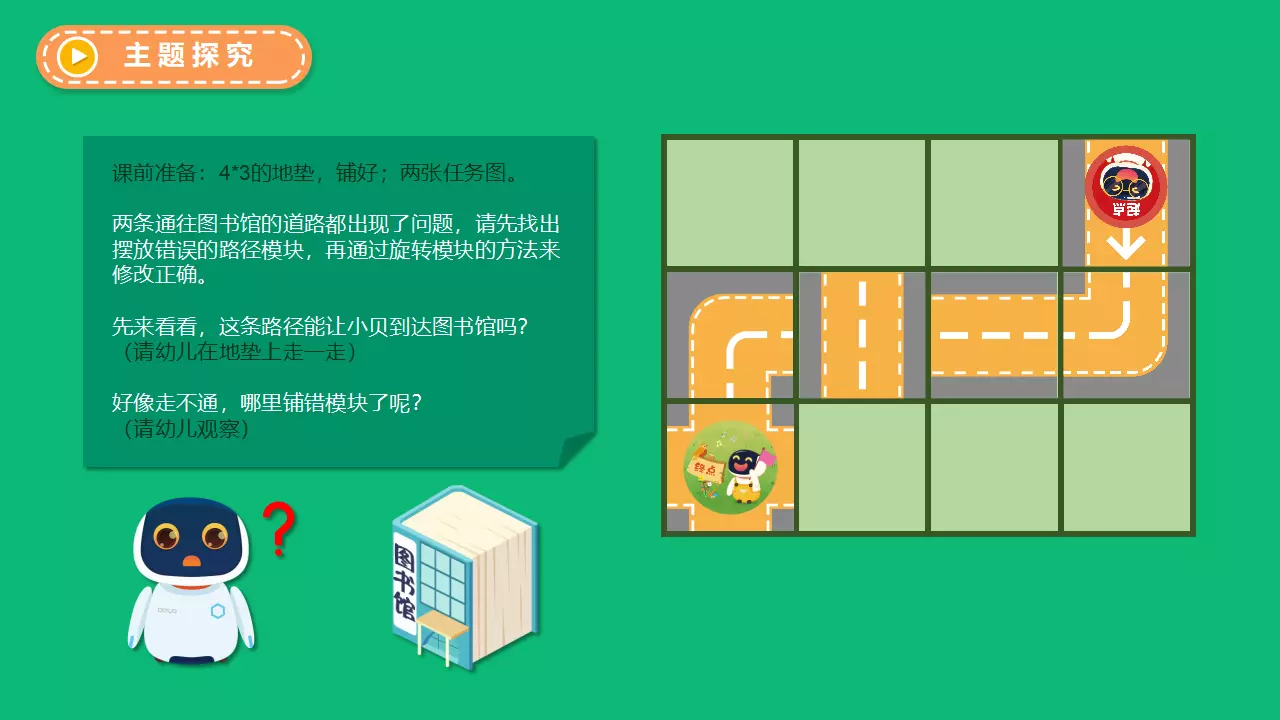 主题探究
课前准备：4*3的地垫，铺好；两张任务图。
两条通往图书馆的道路都出现了问题，请先找出
摆放错误的路径模块，再通过旋转模块的方法来
修改正确。
先来看看，这条路径能让小贝到达图书馆吗？
（请幼儿在地垫上走一走）
好像走不通，哪里铺错模块了呢？
（请幼儿观察）
起点
终点
?
图书馆